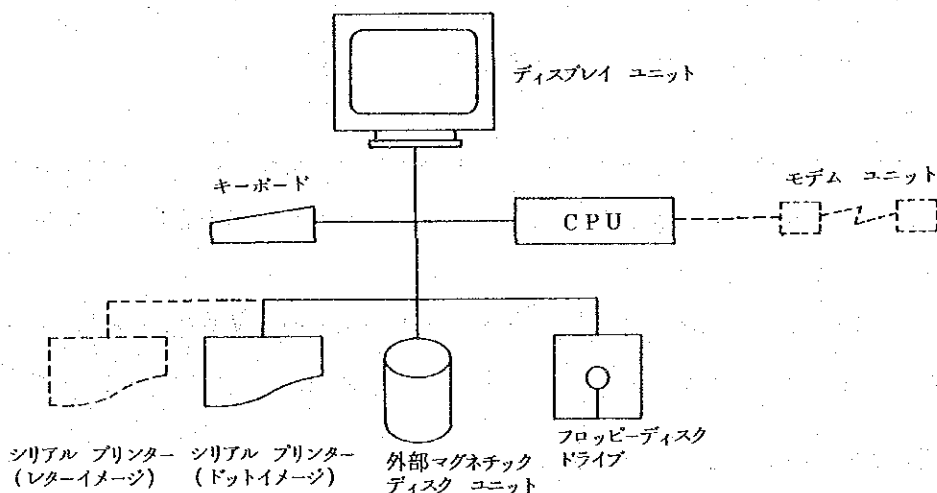 ディスプレイ ユニット
キーボード
モデム ユニット
CPU
シリアル プリンター
(レターイメージ)
シリアル プリンター
(ドットイメージ)
外部マグネチック
ディスク ユニット
フロッピーディスク
ドライブ